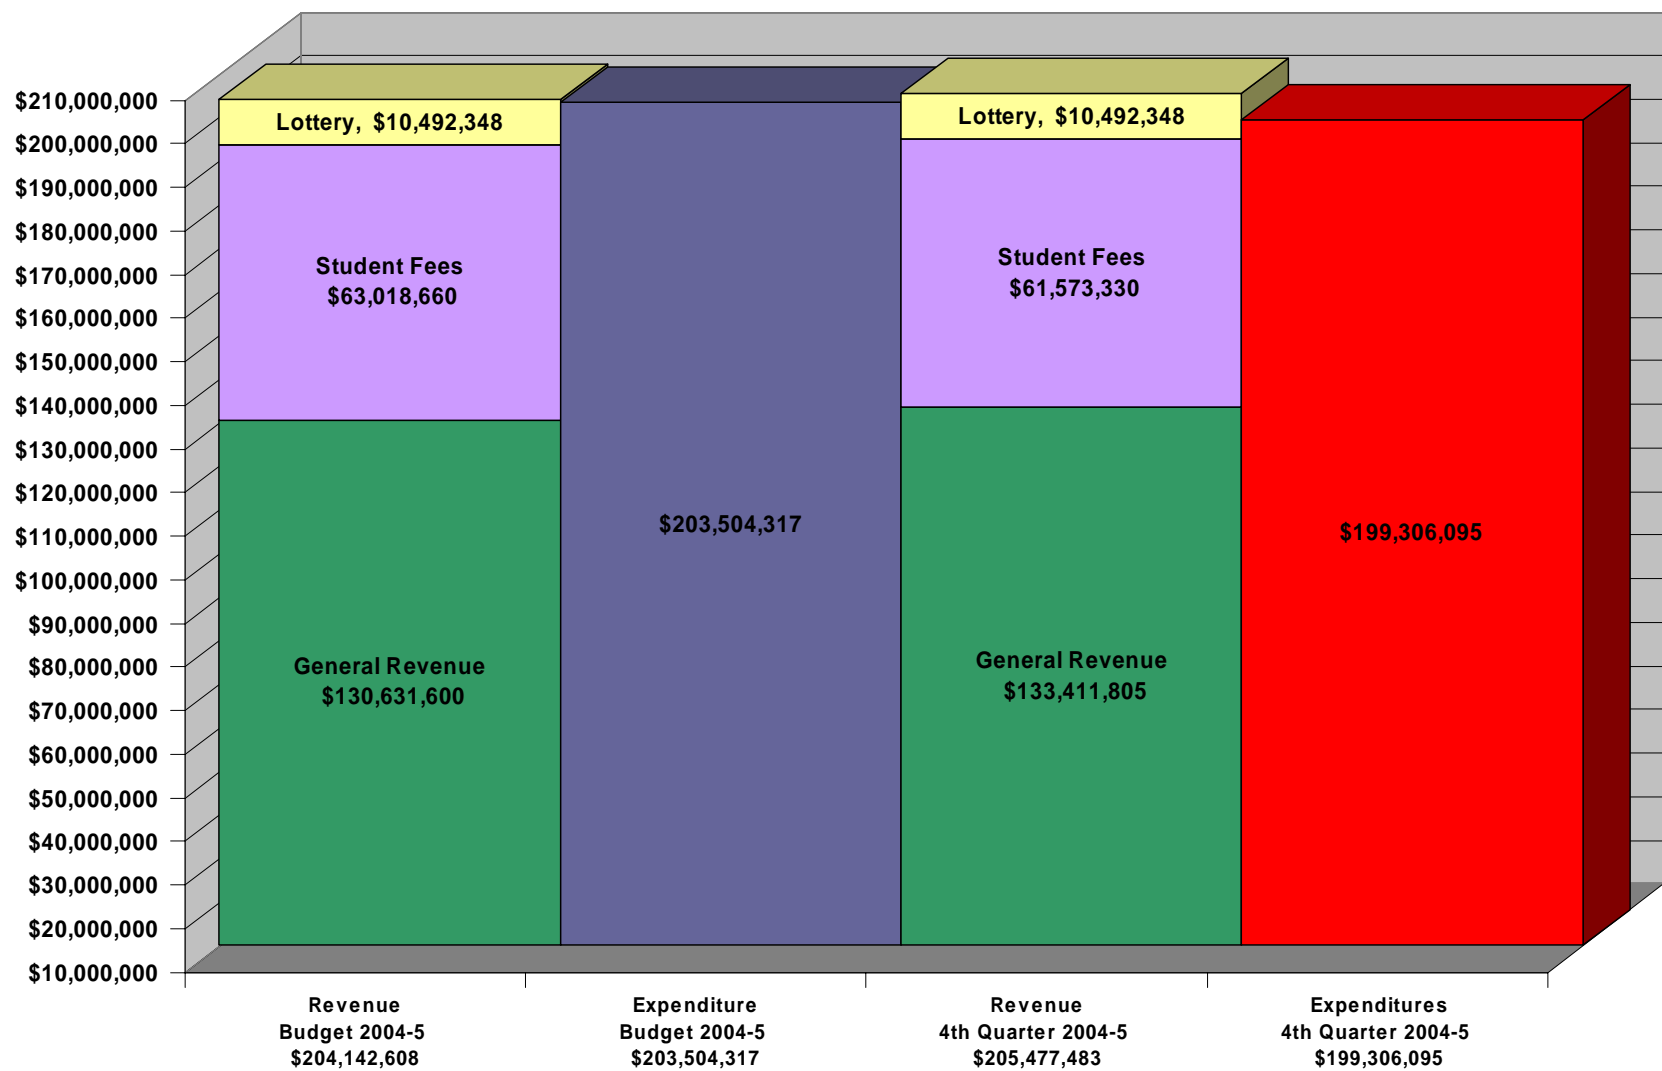 $210,000,000
$200,000,000
$190,000,000
$180,000,000
$170,000,000
$160,000,000
$150,000,000
$140,000,000
$130,000,000
$120,000,000
$110,000,000
$100,000,000
$90,000,000
$80,000,000
$70,000,000
$60,000,000
$50,000,000
$40,000,000
$30,000,000
$20,000,000
$10,000,000
Lottery, $10,492,348
Student Fees
$63,018,660
General Revenue
$130,631,600
$203,504,317
Lottery, $10,492,348
Student Fees
$61,573,330
General Revenue
$133,411,805
$199,306,095
Revenue
Budget 2004-5
$204,142,608
Expenditure
Budget 2004-5
$203,504,317
Revenue
4th Quarter 2004-5
$205,477,483
Expenditures
4th Quarter 2004-5
$199,306,095